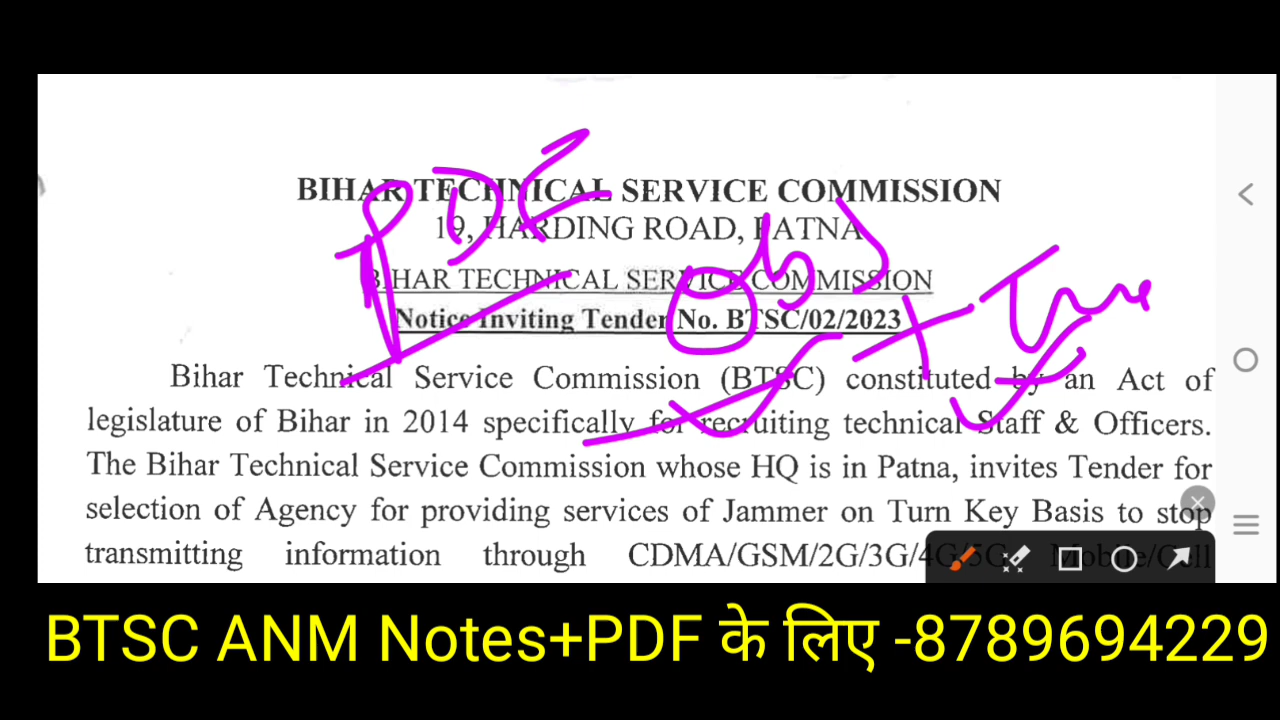 BIHAR TECHNICAL SERVICE COMMISSION
19, HARDING ROAD, PATNA
BIHAR TECHNICAL SERVICE COMMISSION
Notice Inviting Tender No. BTSC/02/2023
Bihar Technical Service Commission (BTSC) constituted by an Act of
legislature of Bihar in 2014 specifically for recruiting technical Staff & Officers.
The Bihar Technical Service Commission whose HQ is in Patna, invites Tender for
selection of Agency for providing services of Jammer on Turn Key Basis to stop
transmitting information through CDMA/GSM/2G/3G/4G/5G Mobile/Cell
PDF
+
BTSC ANM Notes+PDF के लिए -8789694229